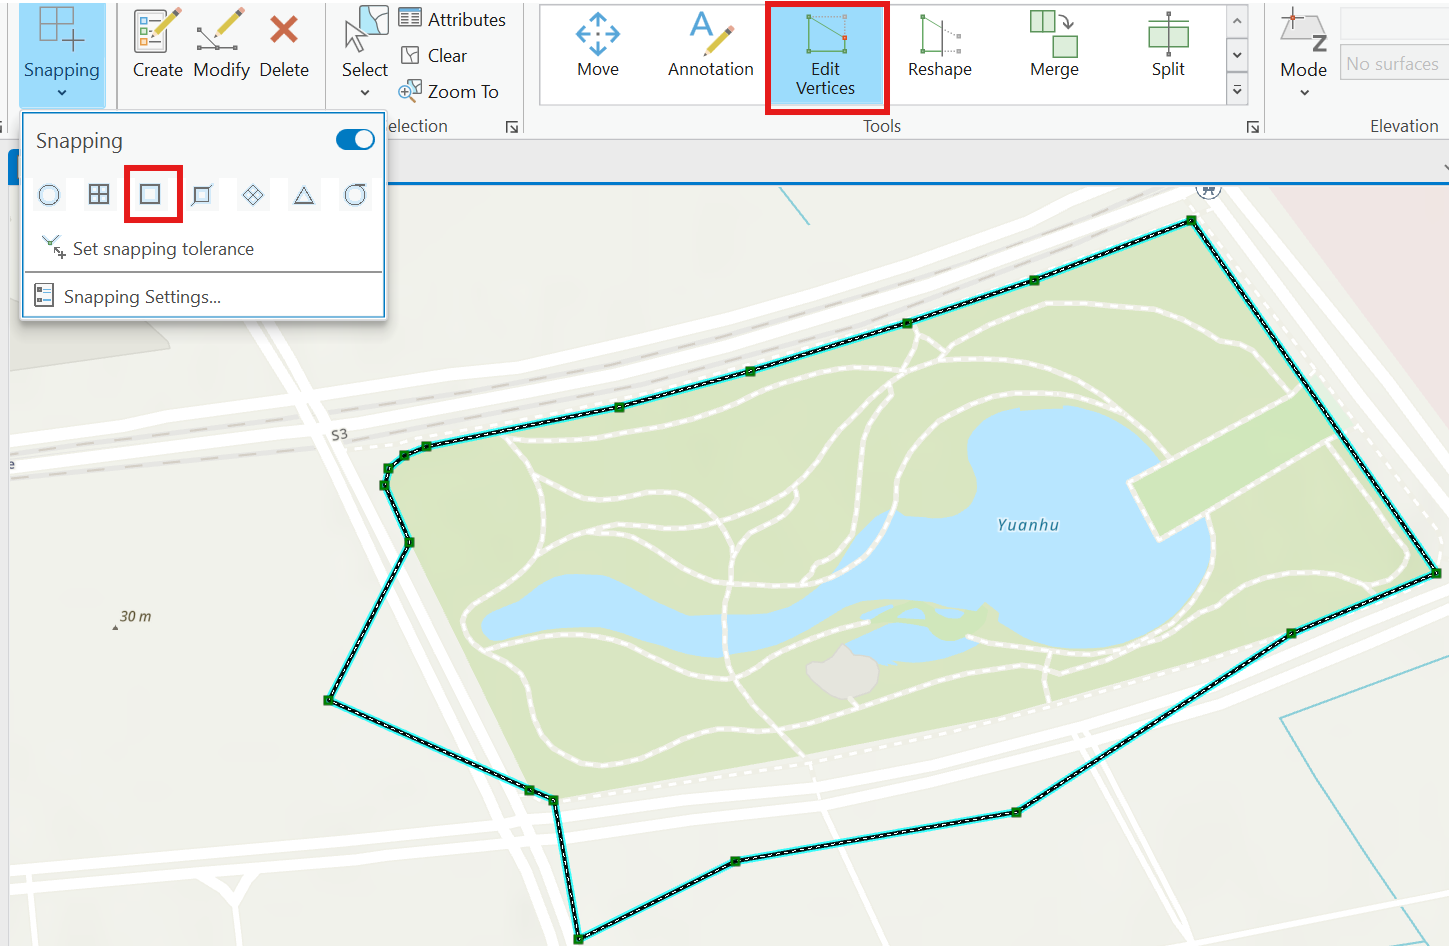 Snapping
Create
Modify
Delete
Select
Attributes
Clear
Zoom To
election
Move
Annotation
Edit
Vertices
Reshape
Merge
Split
Tools
Mode
No surfaces
Elevation
Snapping
Set snapping tolerance
Snapping Settings...
S3
e
Yuanhu
30 m